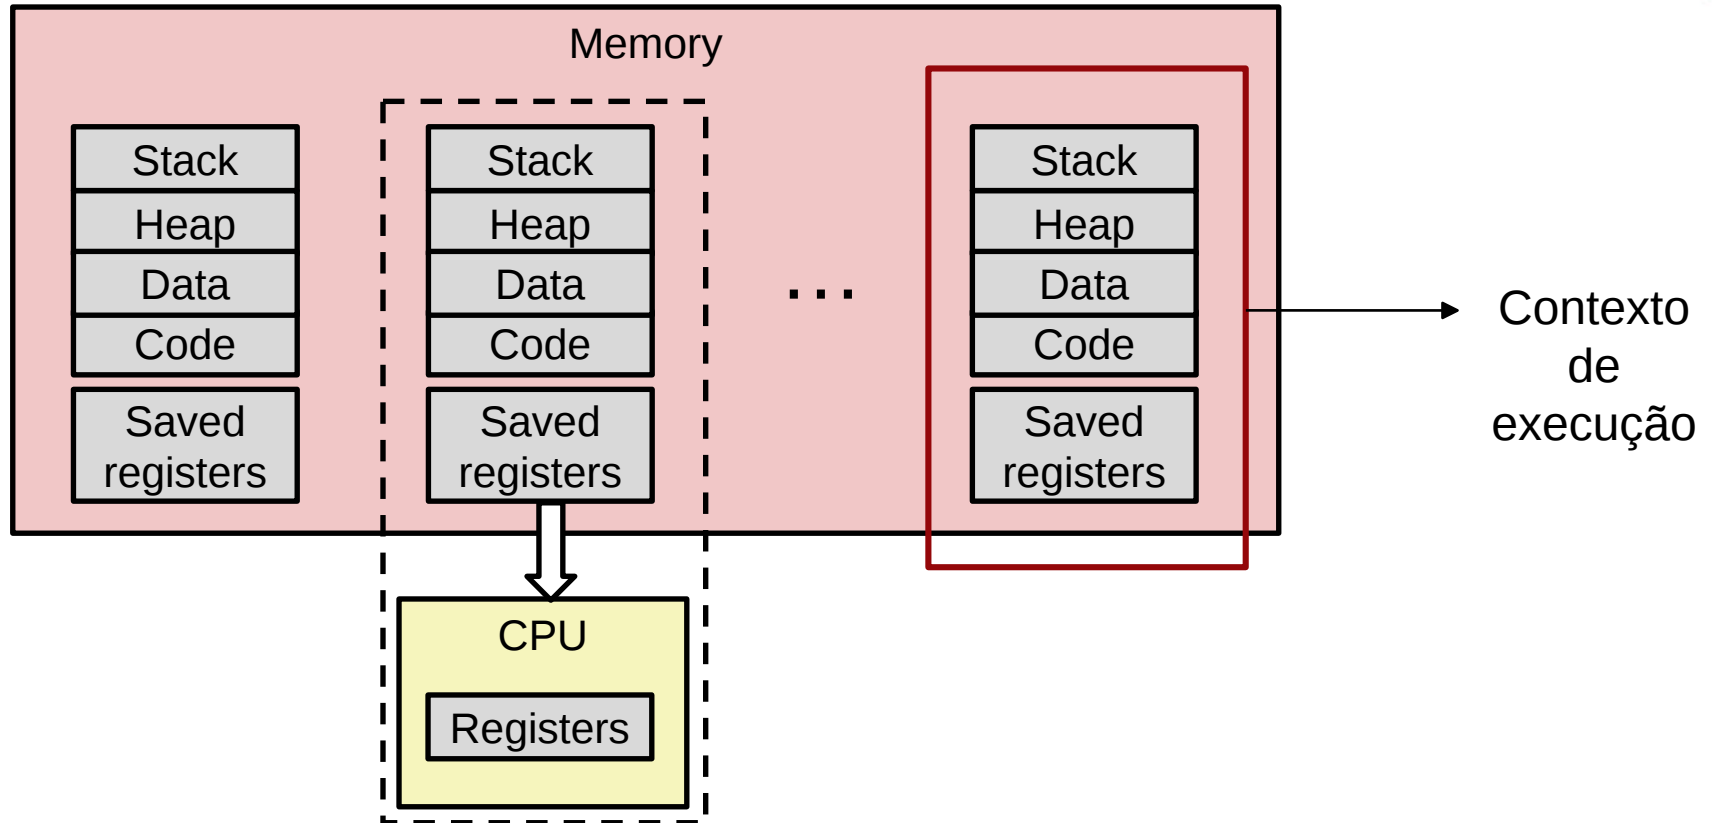 Memory
Stack
Heap
Data
Code
Saved
registers
Stack
Heap
Data
Code
Saved
registers
CPU
Registers
...
Stack
Heap
Data
Code
Saved
registers
Contexto
de
execução